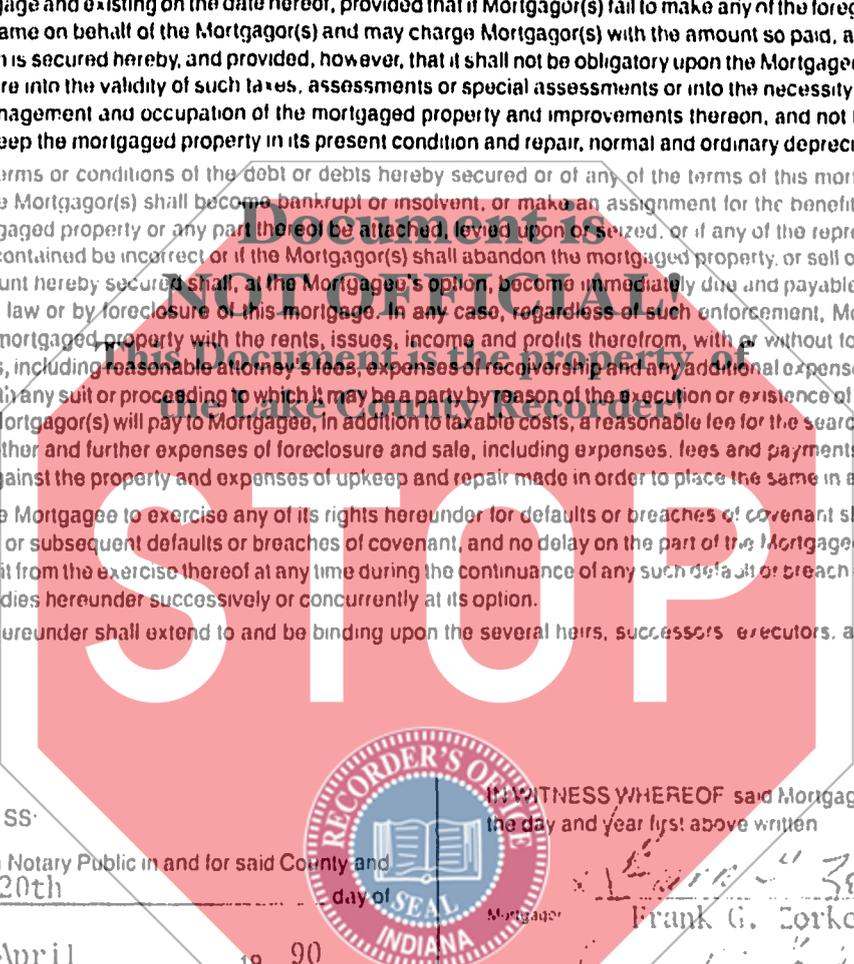 gage and existing on the date hereof, provided that if Mortgagor(s) fail to make any of the foreg
ame on behalf of the Mortgagor(s) and may charge Mortgagor(s) with the amount so paid, a
n is secured hereby, and provided, however, that it shall not be obligatory upon the Mortgagee
re into the validity of such taxes, assessments or special assessments or into the necessity
nagement and occupation of the mortgaged property and improvements thereon, and not
eep the mortgaged property in its present condition and repair, normal and ordinary depreci
erms or conditions of the debt or debts hereby secured or of any of the terms of this mor
e Mortgagor(s) shall become bankrupt or insolvent, or make an assignment for the benefit
Document is
gaged property or any part thereof be attached, levied upon or seized, or if any of the repre
contained be incorrect or if the Mortgagor(s) shall abandon the mortgaged property, or sell o
unt hereby secured shall, at the Mortgagee's option, become immediately due and payable
NOT OFFICIAL!
law or by foreclosure of this mortgage. In any case, regardless of such enforcement, Mo
mortgaged property with the rents, issues, income and profits therefrom, with or without fo
This Document is the property of
s, including reasonable attorney's fees, expenses of receivership and any additional expense
any suit or proceeding to which it may be a party by reason of the execution or existence of
the Lake County Recorder!
ortgagor(s) will pay to Mortgagee, in addition to taxable costs, a reasonable fee for the searc
ther and further expenses of foreclosure and sale, including expenses, fees and payments
ainst the property and expenses of upkeep and repair made in order to place the same in a
e Mortgagee to exercise any of its rights hereunder for defaults or breaches of covenant sh
or subsequent defaults or breaches of covenant, and no delay on the part of the Mortgage
it from the exercise thereof at any time during the continuance of any such default or breach
dies hereunder successively or concurrently at its option.
STOP
ereunder shall extend to and be binding upon the several heirs, successors executors, a
RECORDER'S OFFICE
SEAL
INDIANA
IN WITNESS WHEREOF said Mortgag
SS
the day and year first above written
Notary Public in and for said County and
20th day of
Mortgagor Frank G. Zorko
April 19 90